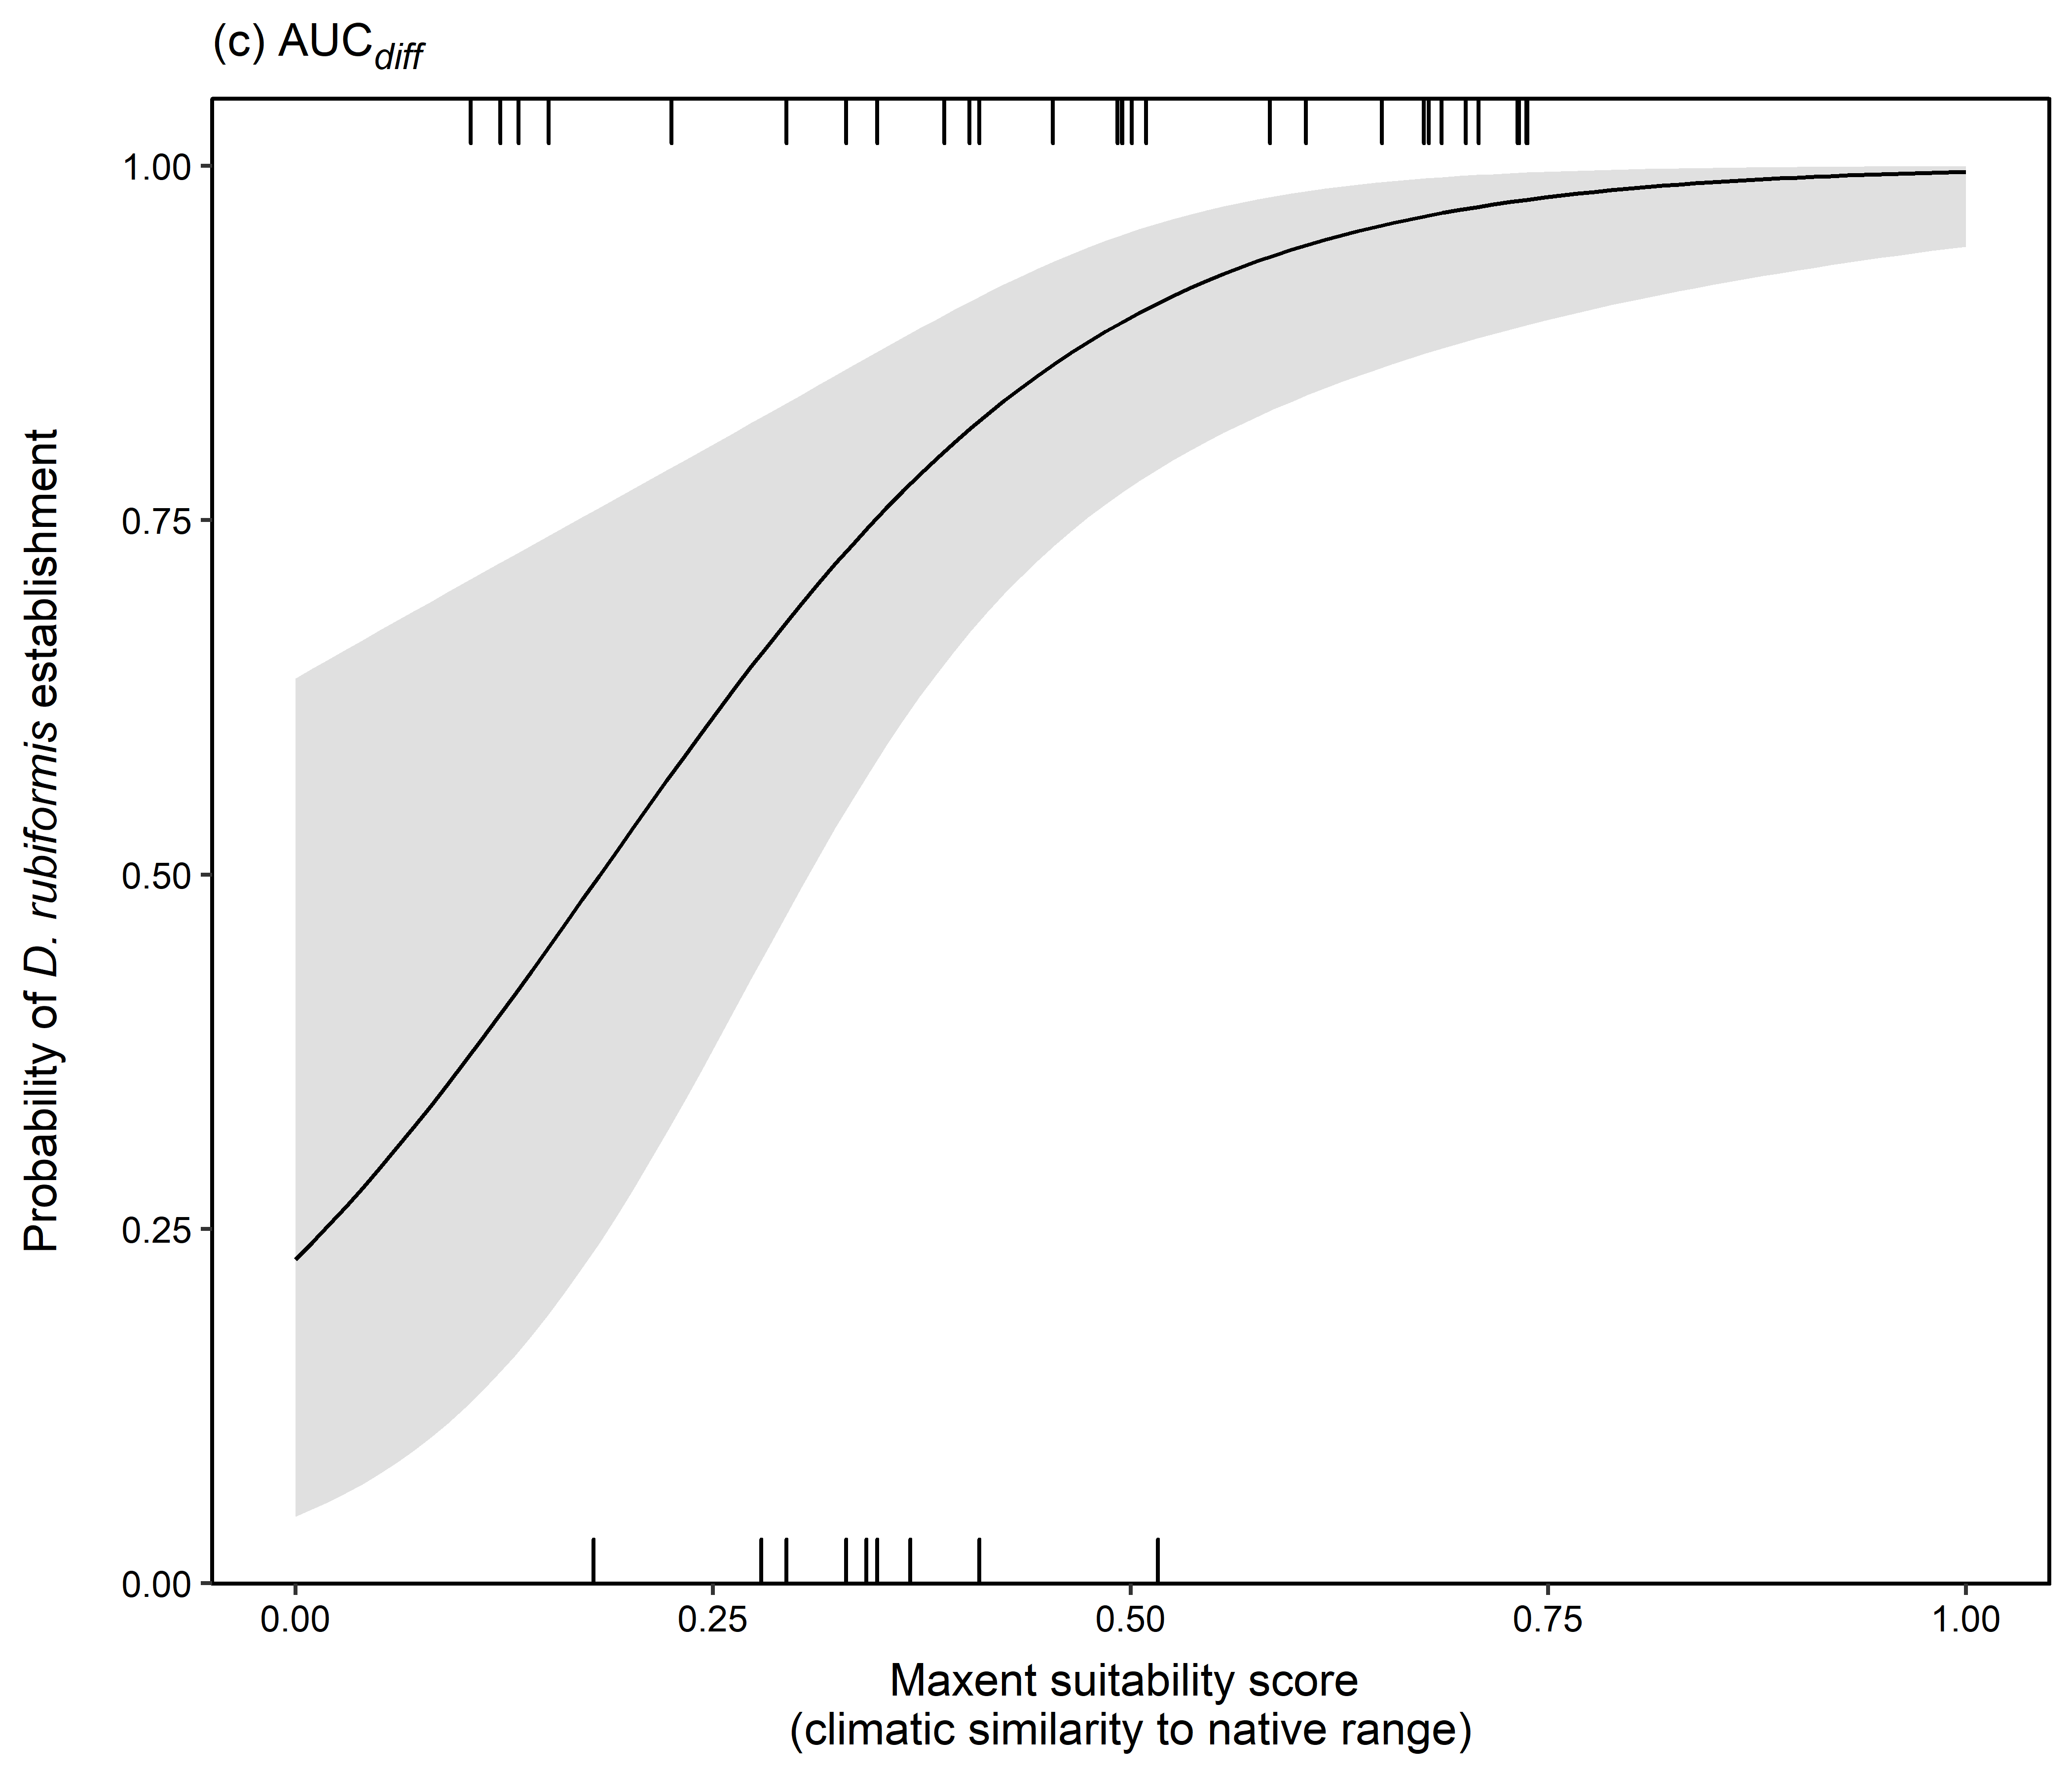 (c) AUCdiff
Probability of D. rubiformis establishment
1.00
0.75
0.50
0.25
0.00
0.00 0.25 0.50 0.75 1.00
Maxent suitability score
(climatic similarity to native range)